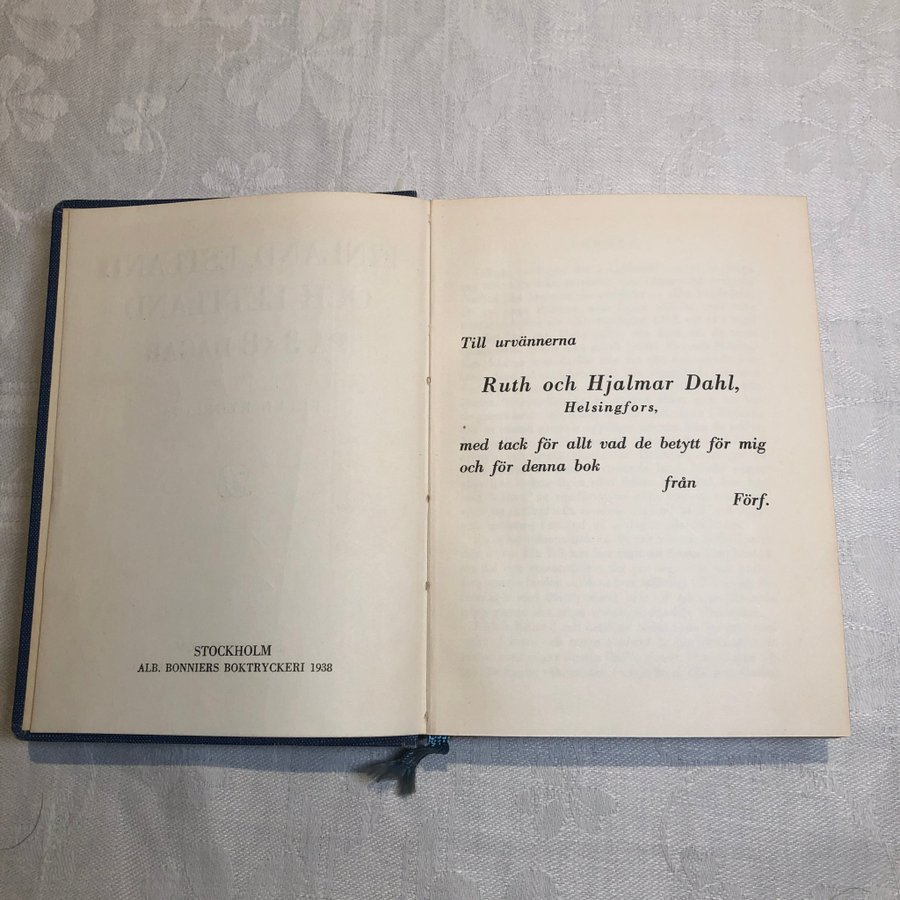 STOCKHOLM
ALB. BONNIERS BOKTRYCKERI 1938
Till urvännerna
Ruth och Hjalmar Dahl,
Helsingfors,
med tack för allt vad de betytt för mig
och för denna bok
från
Förf.